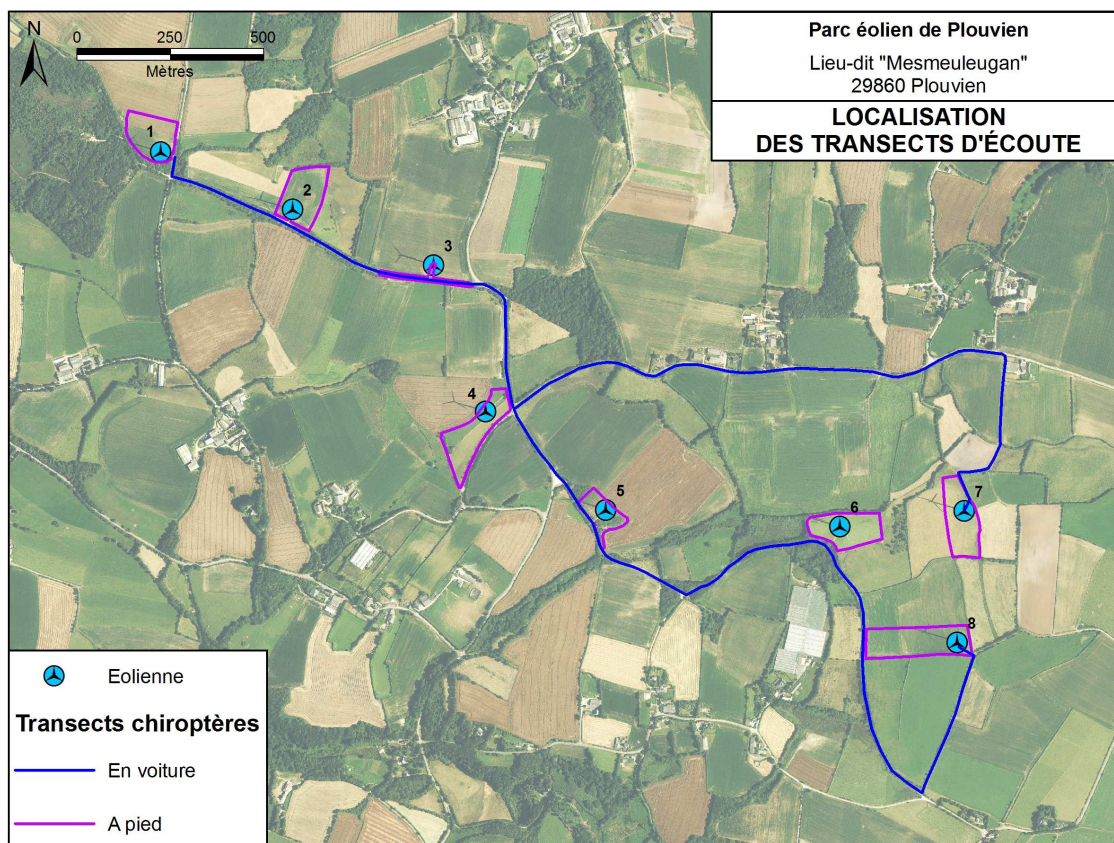 N
0 250 500
Mètres
Parc éolien de Plouvien
Lieu-dit "Mesmeuleugan"
29860 Plouvien
LOCALISATION
DES TRANSECTS D'ÉCOUTE
1
2
3
4
5
6
7
8
Eolienne
Transects chiroptères
En voiture
A pied